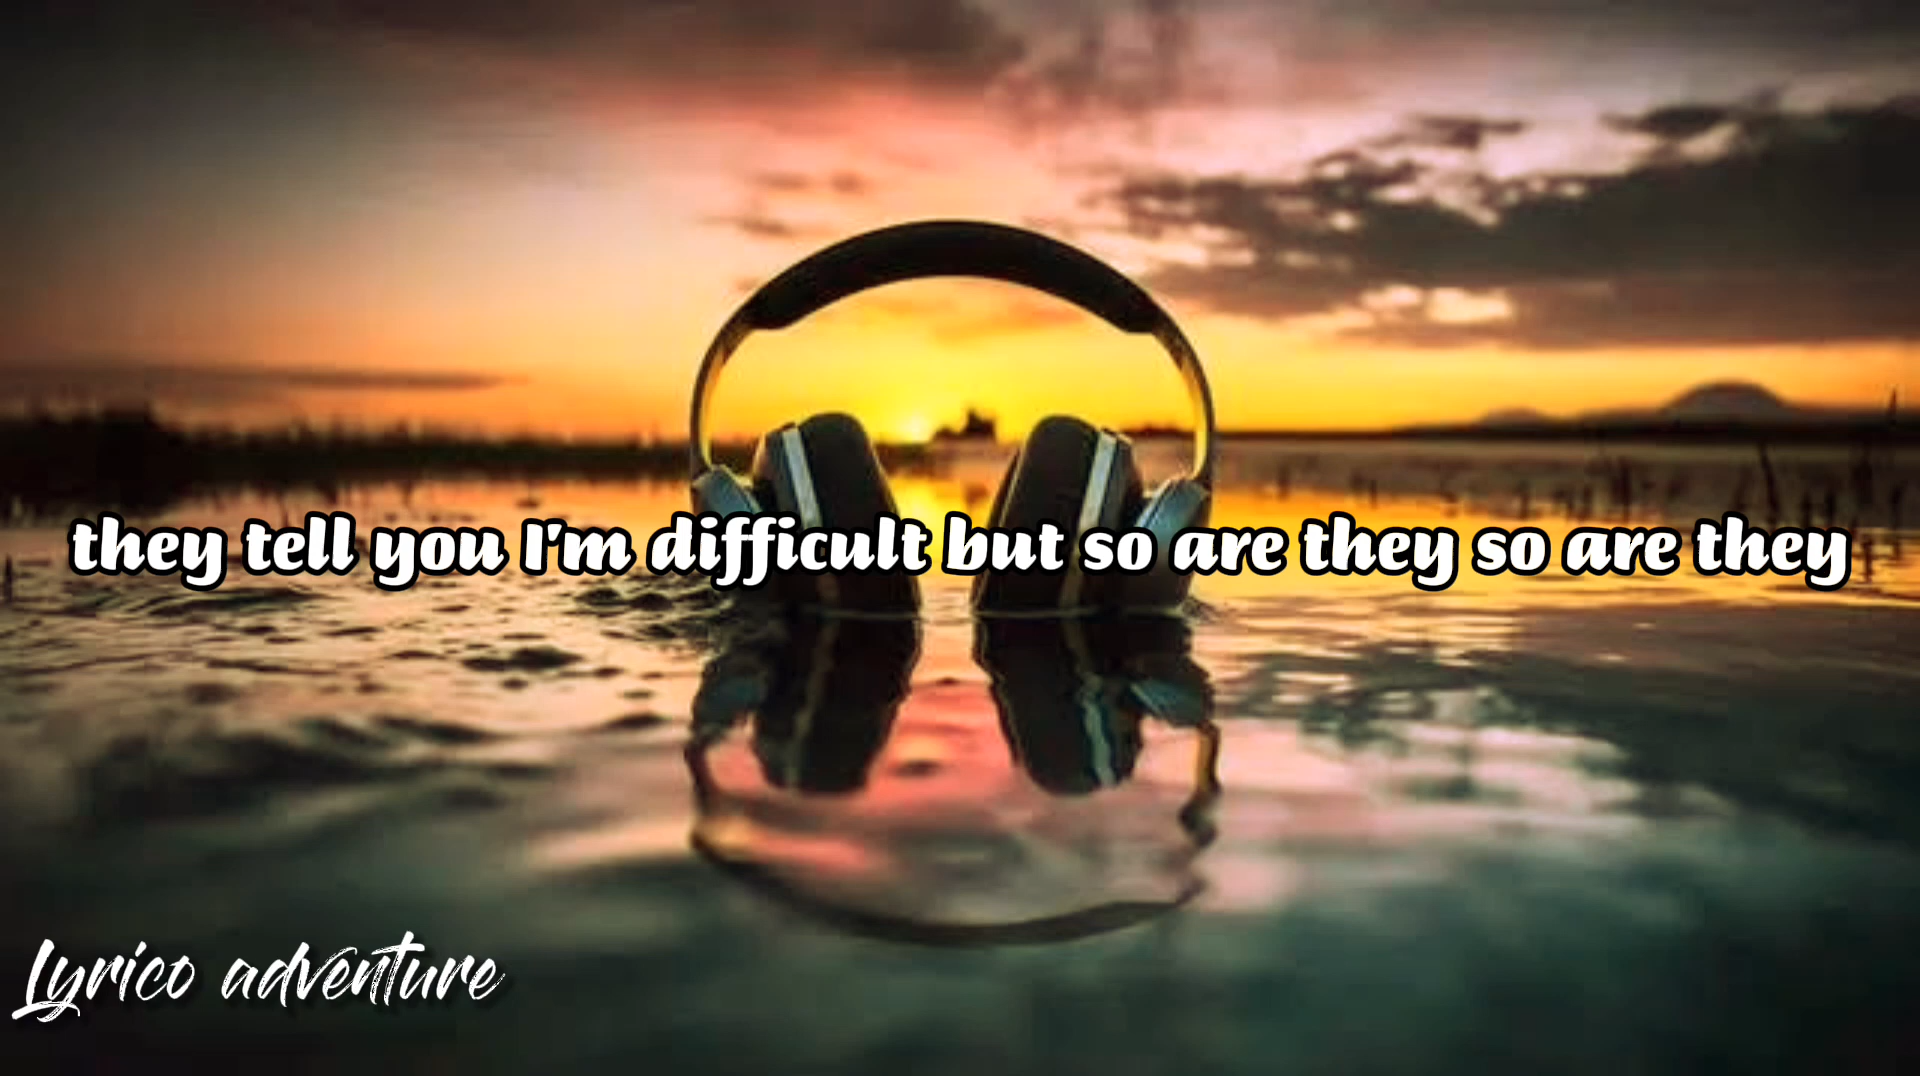 they tell you I'm difficult but so are they so are they
Lyrico adventure